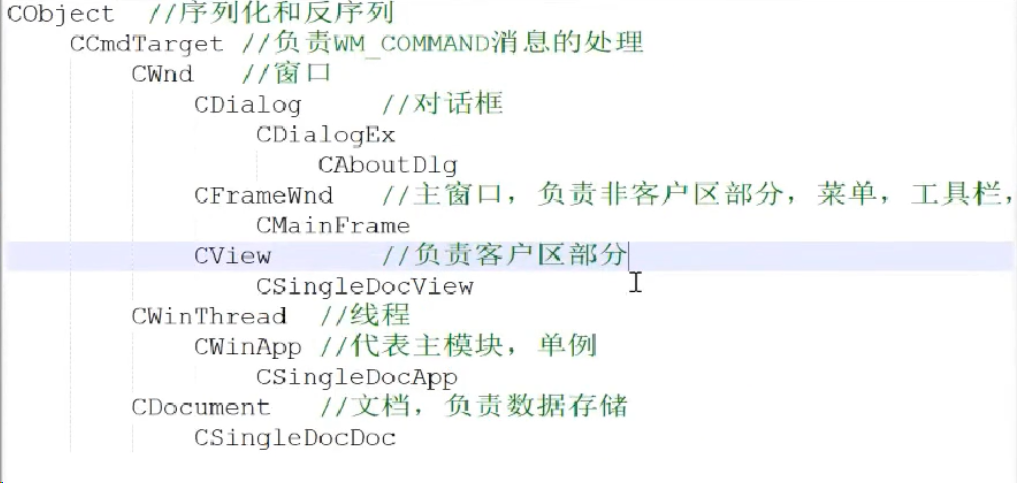 CObject //序列化和反序列
CCmdTarget //负责WM_COMMAND消息的处理
CWnd //窗口
CDialog //对话框
CDialogEx
CAboutDlg
CFrameWnd //主窗口，负责非客户区部分，菜单，工具栏，
CMainFrame
CView //负责客户区部分
CSingleDocView
CWinThread //线程
CWinApp //代表主模块，单例
CSingleDocApp
CDocument //文档，负责数据存储
CSingleDocDoc